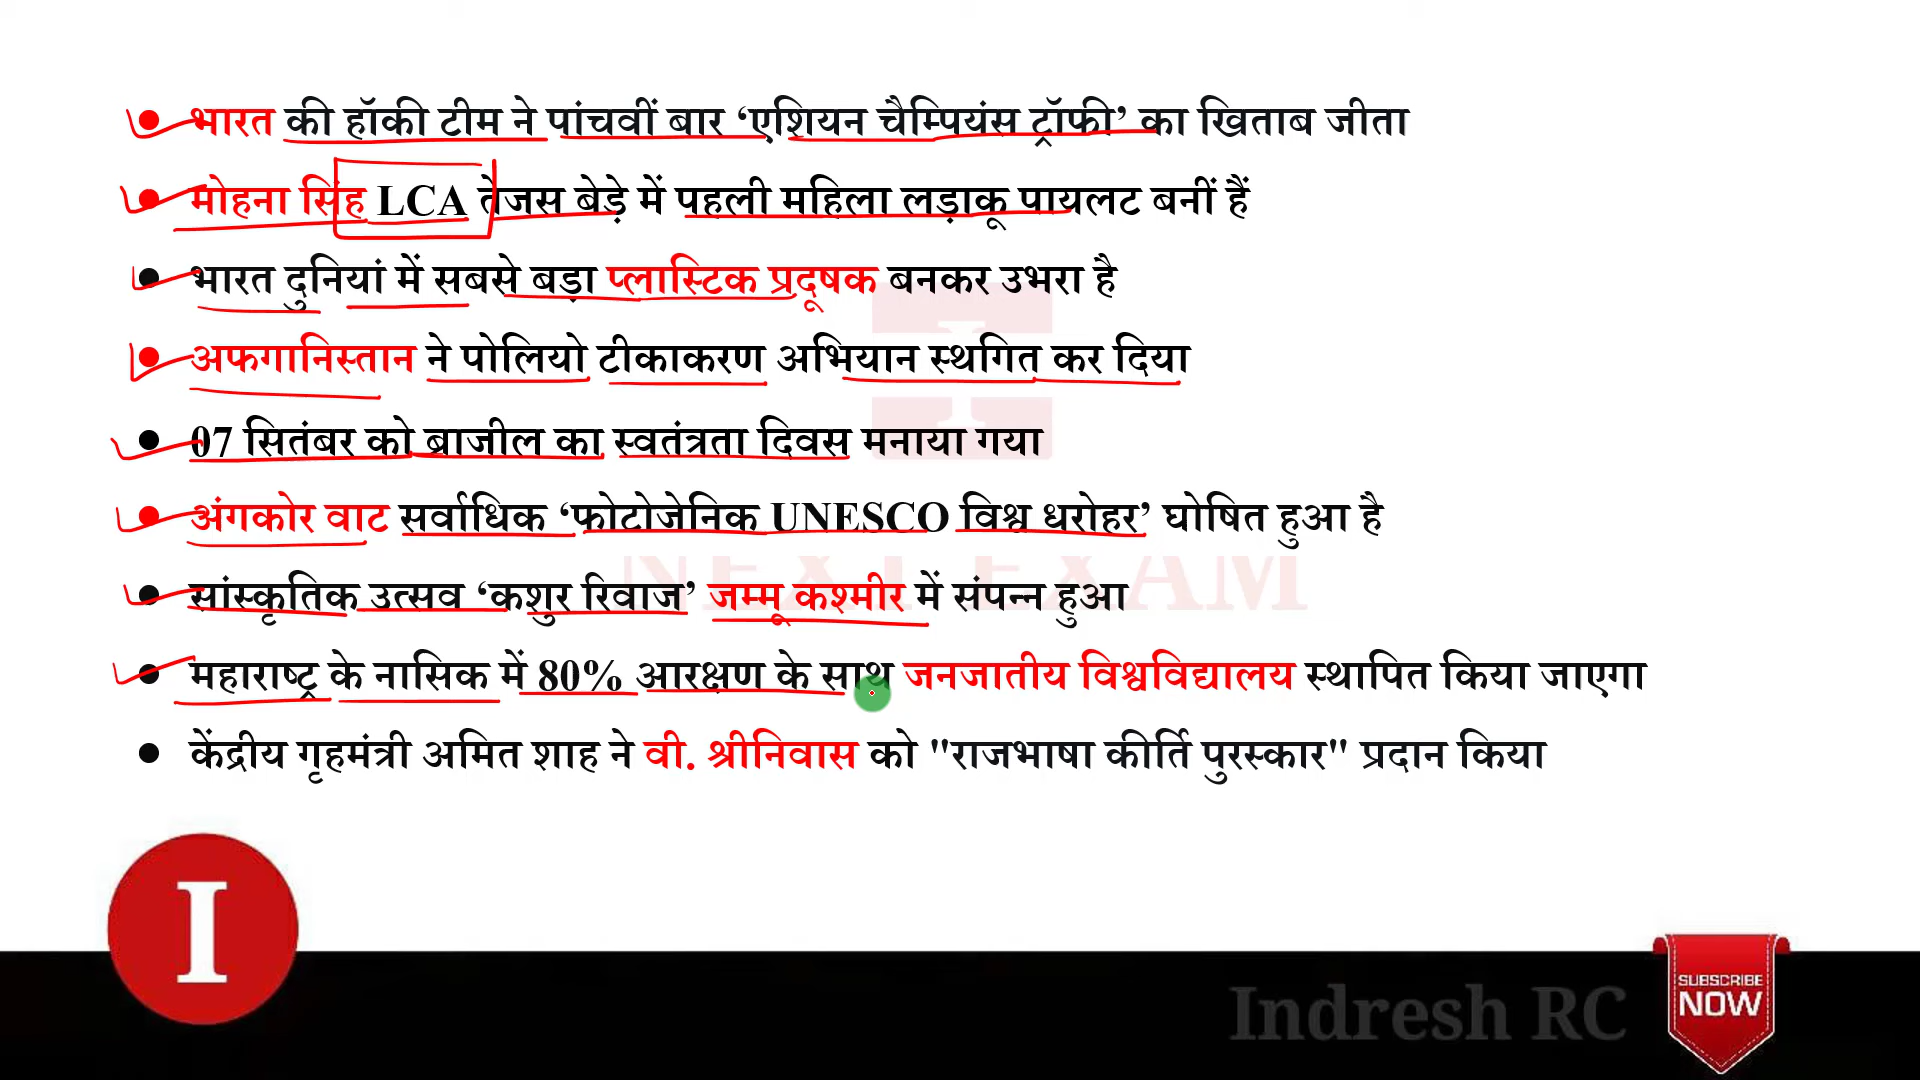 • भारत की हॉकी टीम ने पांचवीं बार ‘एशियन चैम्पियंस ट्रॉफी’ का खिताब जीता
• मोहना सिंह LCA तेजस बेड़े में पहली महिला लड़ाकू पायलट बनीं हैं
• भारत दुनियां में सबसे बड़ा प्लास्टिक प्रदूषक बनकर उभरा है
• अफगानिस्तान ने पोलियो टीकाकरण अभियान स्थगित कर दिया
• 07 सितंबर को ब्राजील का स्वतंत्रता दिवस मनाया गया
• अंगकोर वाट सर्वाधिक ‘फोटोजेनिक UNESCO विश्व धरोहर’ घोषित हुआ है
NEXT EXAM
• सांस्कृतिक उत्सव ‘कशुर रिवाज’ जम्मू कश्मीर में संपन्न हुआ
• महाराष्ट्र के नासिक में 80% आरक्षण के साथ जनजातीय विश्वविद्यालय स्थापित किया जाएगा
• केंद्रीय गृहमंत्री अमित शाह ने वी. श्रीनिवास को "राजभाषा कीर्ति पुरस्कार" प्रदान किया
I
Indresh RC
SUBSCRIBE
NOW